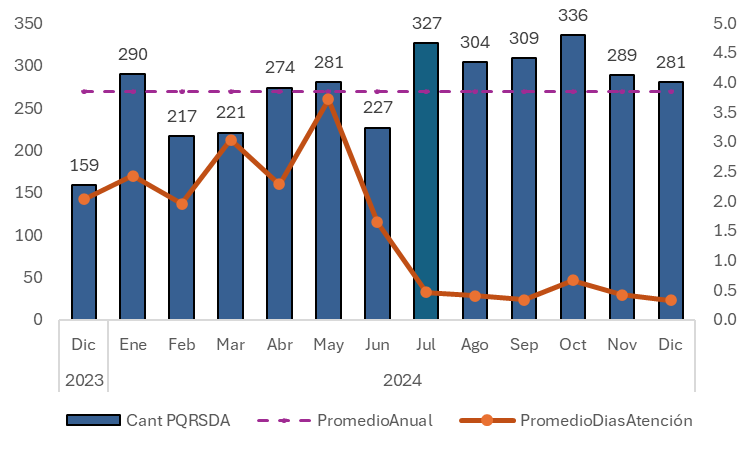 350 336 5.0
327
300 290 304 309 4.5
281 289 281
274 4.0
250 3.5
217 221 227
200 3.0
159 2.5
150 2.0
100 1.5
1.0
50 0.5
0 0.0
Dic Ene Feb Mar Abr May Jun Jul Ago Sep Oct Nov Dic
2023 2024
Cant PQRSDA PromedioAnual PromedioDiasAtención